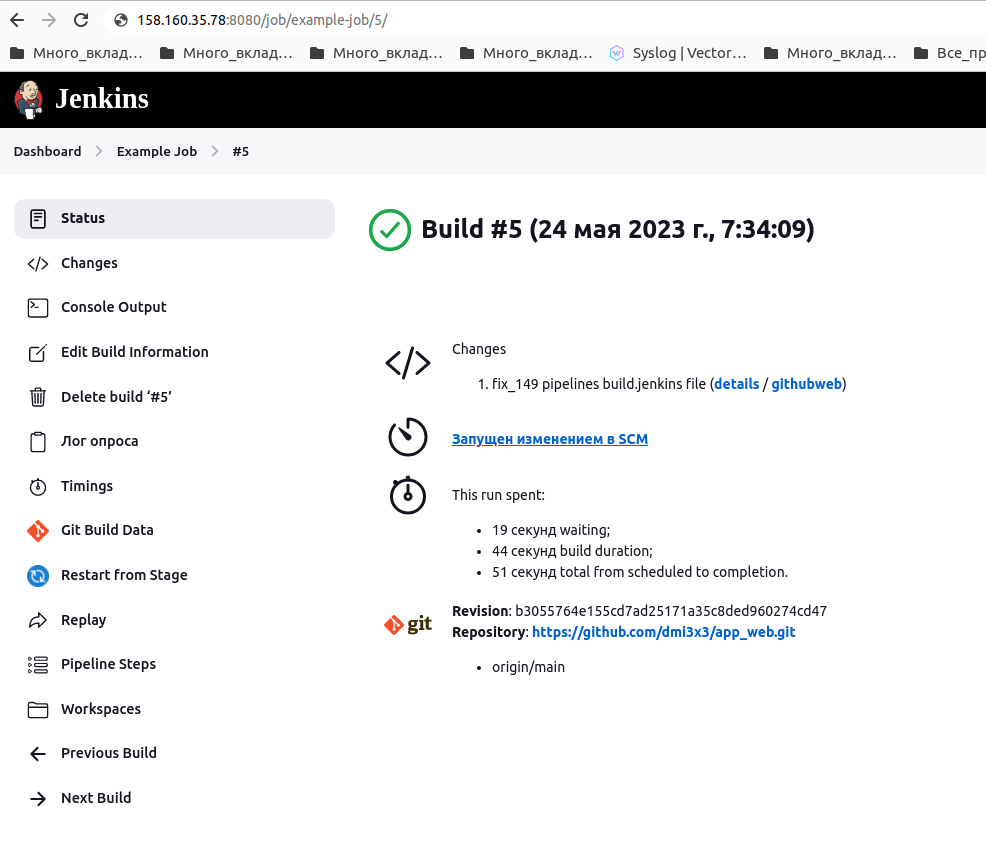 158.160.35.78:8080/job/example-job/5/
Много_вклад... Много_вклад... Много_вклад... Много_вклад... Syslog | Vector... Много_вклад... Все_пр
Jenkins
Dashboard Example Job #5
Status
Changes
Console Output
Edit Build Information
Delete build ‘#5’
Лог опроса
Timings
Git Build Data
Restart from Stage
Replay
Pipeline Steps
Workspaces
Previous Build
Next Build
Build #5 (24 мая 2023 г., 7:34:09)
Changes
1. fix_149 pipelines build.jenkins file (details / githubweb)
Запущен изменением в SCM
This run spent:
19 секунд waiting;
44 секунд build duration;
51 секунд total from scheduled to completion.
git
Revision: b3055764e155cd7ad25171a35c8ded960274cd47
Repository: https://github.com/dmi3x3/app_web.git
origin/main